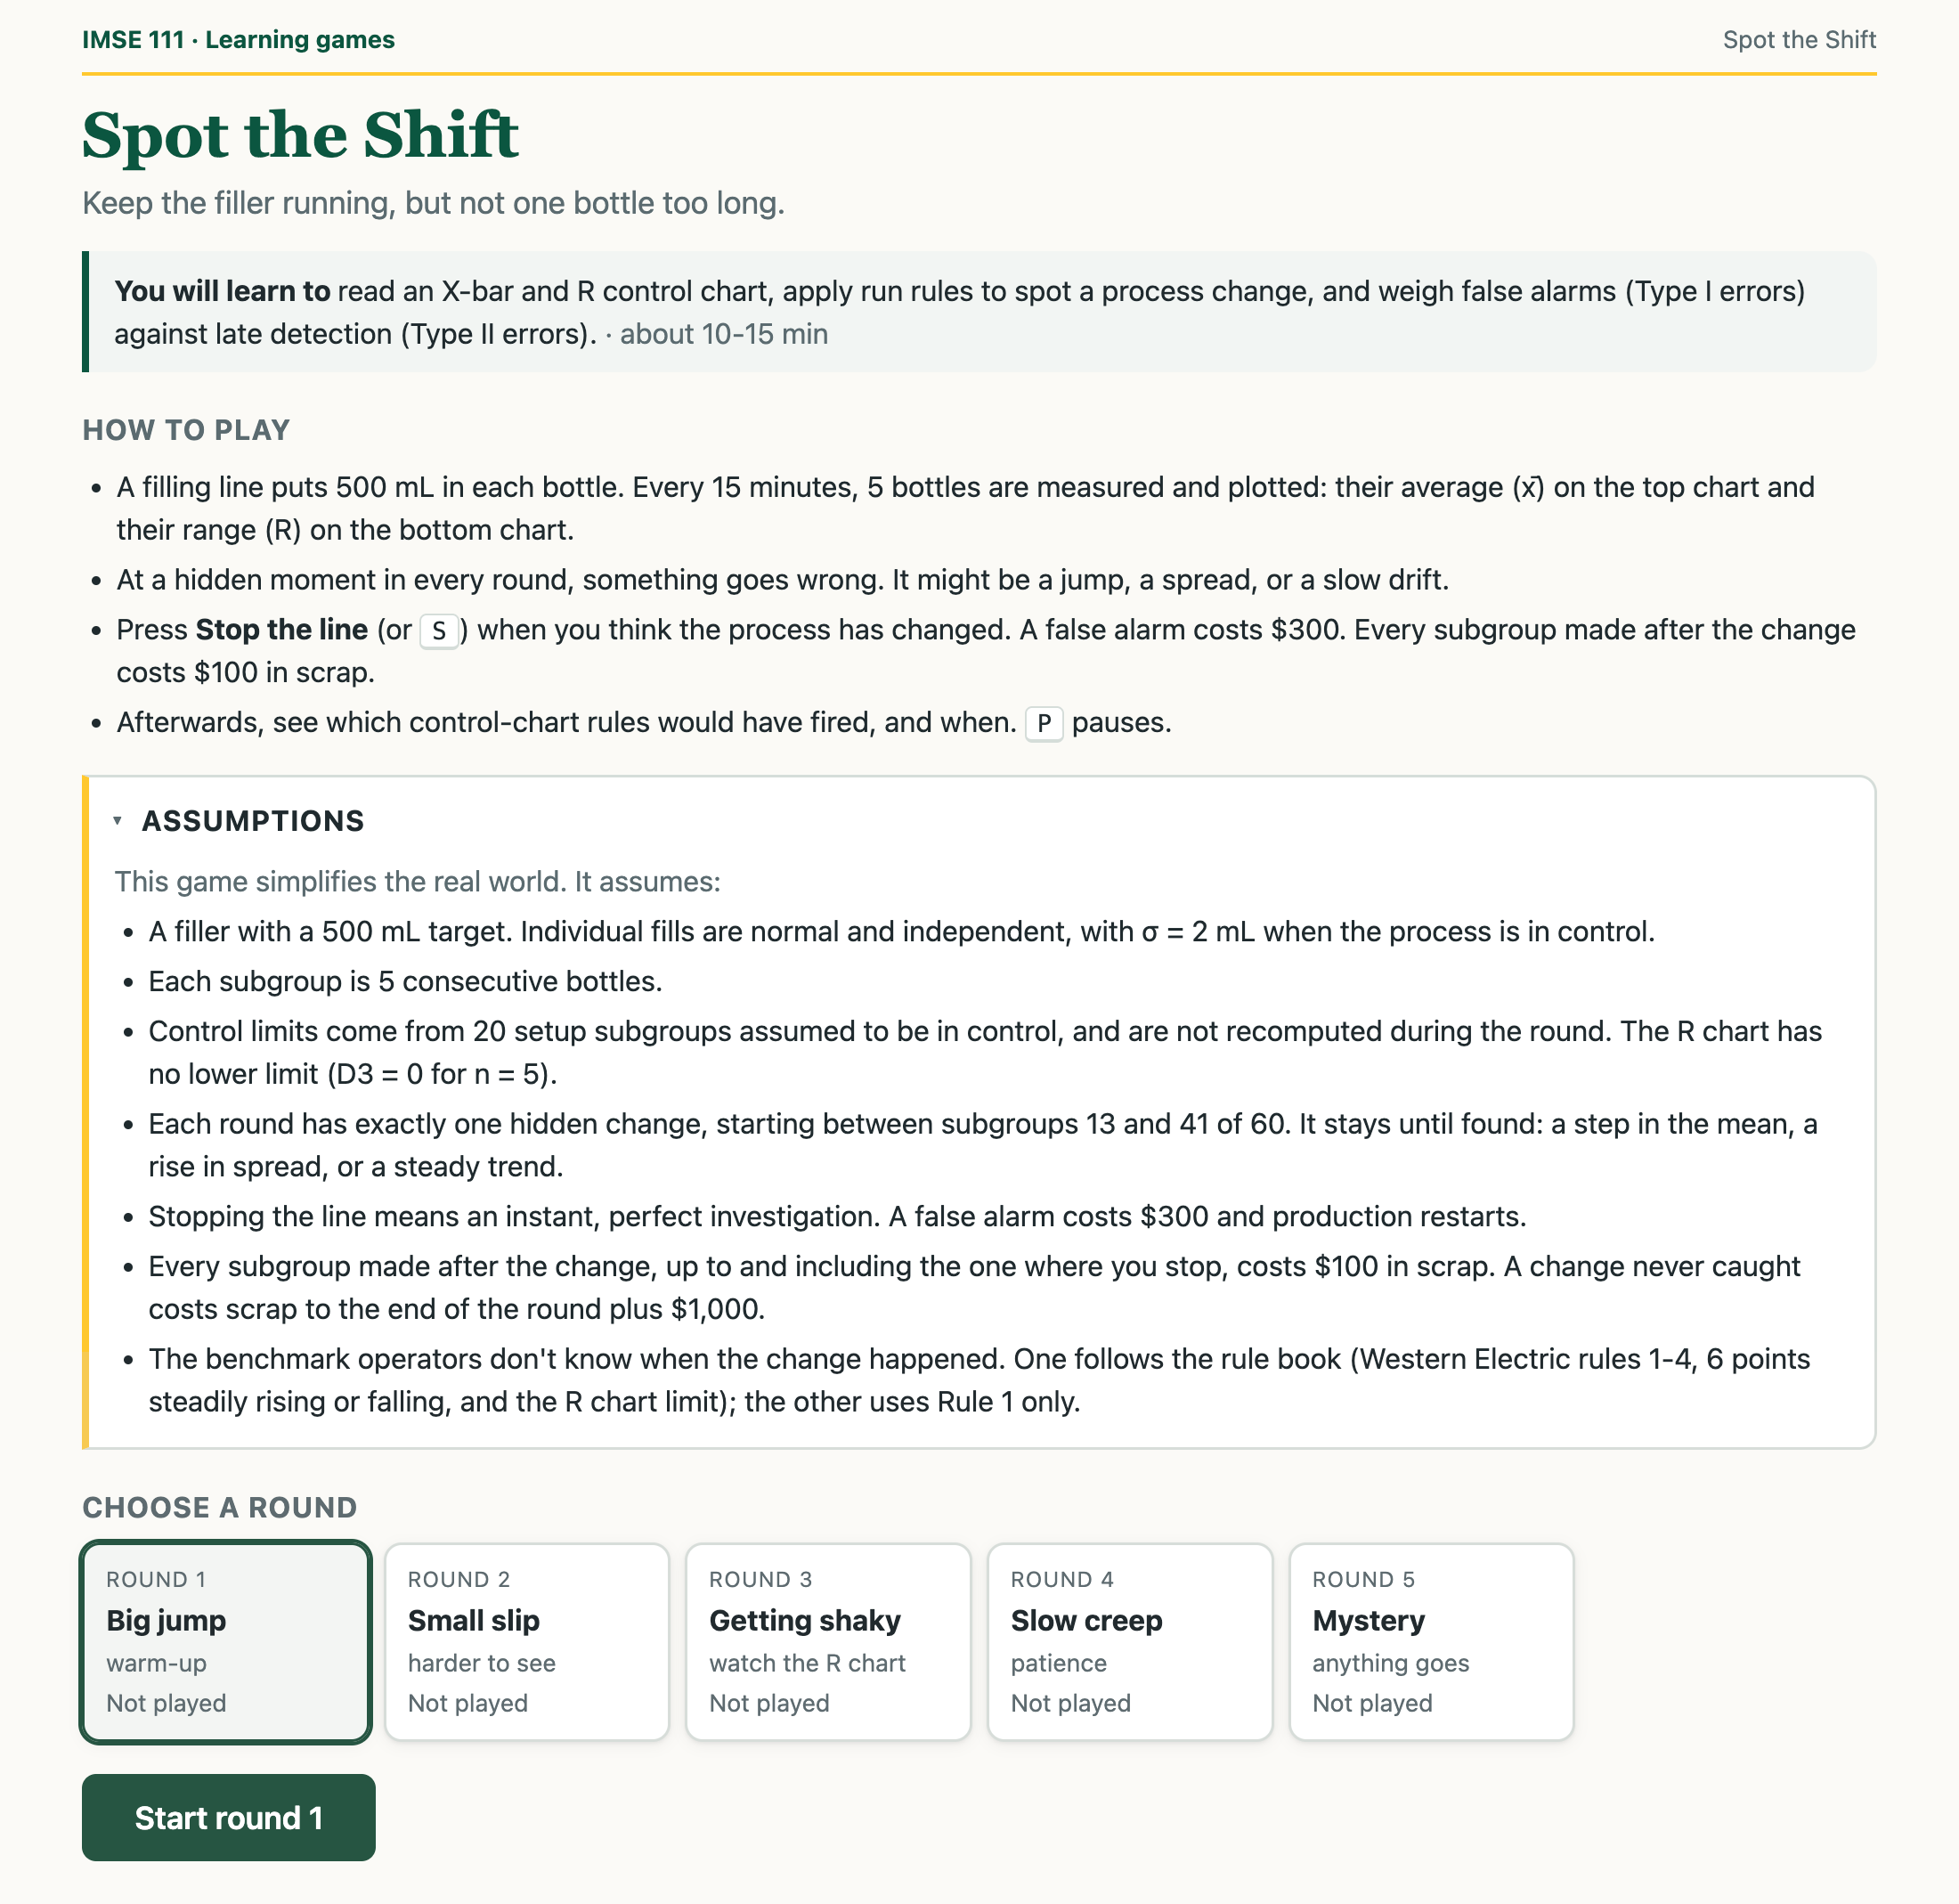 IMSE 111 · Learning games
Spot the Shift
Spot the Shift
Keep the filler running, but not one bottle too long.
You will learn to read an X-bar and R control chart, apply run rules to spot a process change, and weigh false alarms (Type I errors)
against late detection (Type II errors). · about 10-15 min
HOW TO PLAY
• A filling line puts 500 mL in each bottle. Every 15 minutes, 5 bottles are measured and plotted: their average (x̄) on the top chart and
their range (R) on the bottom chart.
• At a hidden moment in every round, something goes wrong. It might be a jump, a spread, or a slow drift.
• Press Stop the line (or S) when you think the process has changed. A false alarm costs $300. Every subgroup made after the change
costs $100 in scrap.
• Afterwards, see which control-chart rules would have fired, and when. P pauses.
▾ ASSUMPTIONS
This game simplifies the real world. It assumes:
• A filler with a 500 mL target. Individual fills are normal and independent, with σ = 2 mL when the process is in control.
• Each subgroup is 5 consecutive bottles.
• Control limits come from 20 setup subgroups assumed to be in control, and are not recomputed during the round. The R chart has
no lower limit (D3 = 0 for n = 5).
• Each round has exactly one hidden change, starting between subgroups 13 and 41 of 60. It stays until found: a step in the mean, a
rise in spread, or a steady trend.
• Stopping the line means an instant, perfect investigation. A false alarm costs $300 and production restarts.
• Every subgroup made after the change, up to and including the one where you stop, costs $100 in scrap. A change never caught
costs scrap to the end of the round plus $1,000.
• The benchmark operators don't know when the change happened. One follows the rule book (Western Electric rules 1-4, 6 points
steadily rising or falling, and the R chart limit); the other uses Rule 1 only.
CHOOSE A ROUND
ROUND 1
Big jump
warm-up
Not played
ROUND 2
Small slip
harder to see
Not played
ROUND 3
Getting shaky
watch the R chart
Not played
ROUND 4
Slow creep
patience
Not played
ROUND 5
Mystery
anything goes
Not played
Start round 1